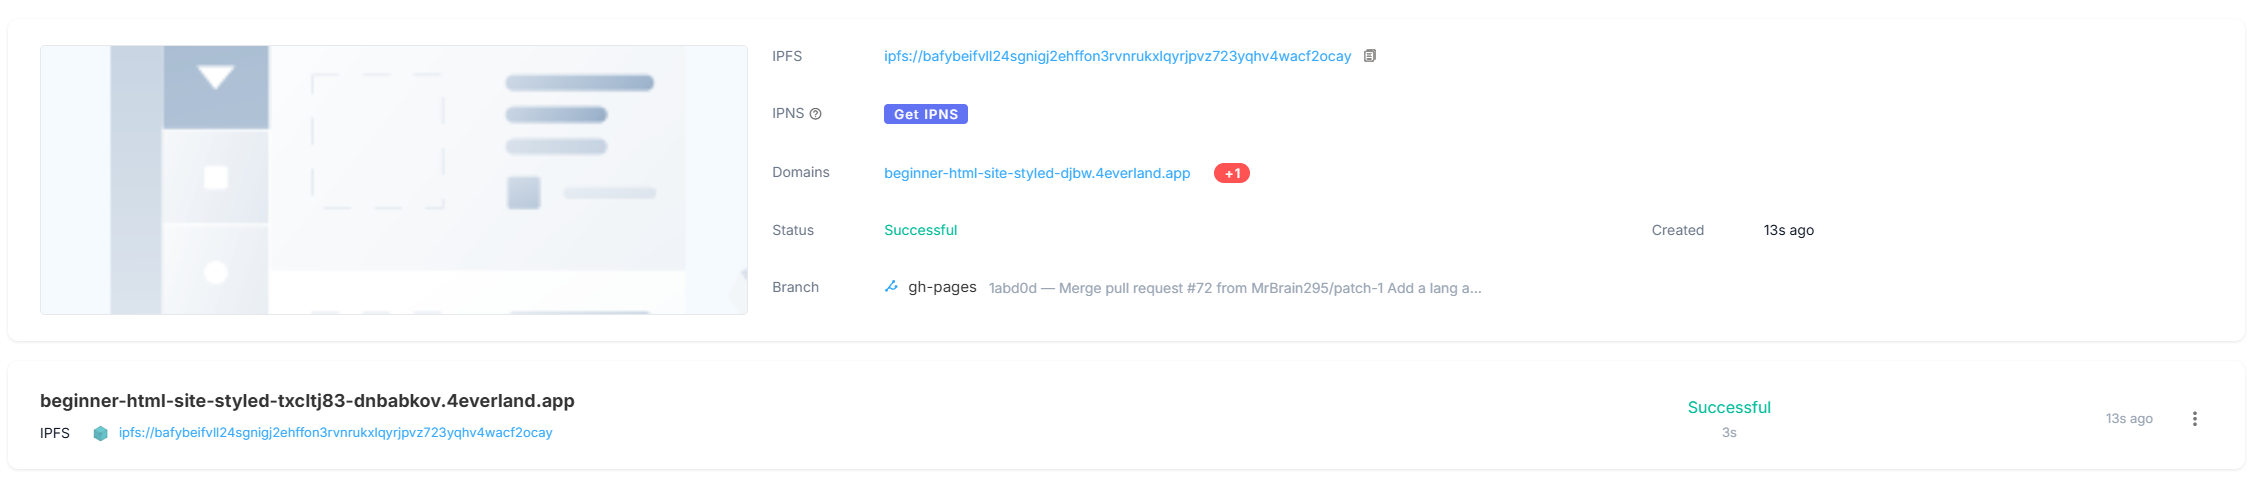 IPFS ipfs://bafybeifvll24sgnigj2ehffon3rvnrukxlqyrjpvz723yqhv4wacf2ocay
IPNS Get IPNS
Domains beginner-html-site-styled-djbw.4everland.app +1
Status Successful Created 13s ago
Branch gh-pages 1abd0d — Merge pull request #72 from MrBrain295/patch-1 Add a lang a...
beginner-html-site-styled-txcltj83-dnbabkov.4everland.app
Successful
13s ago
IPFS ipfs://bafybeifvll24sgnigj2ehffon3rvnrukxlqyrjpvz723yqhv4wacf2ocay
3s